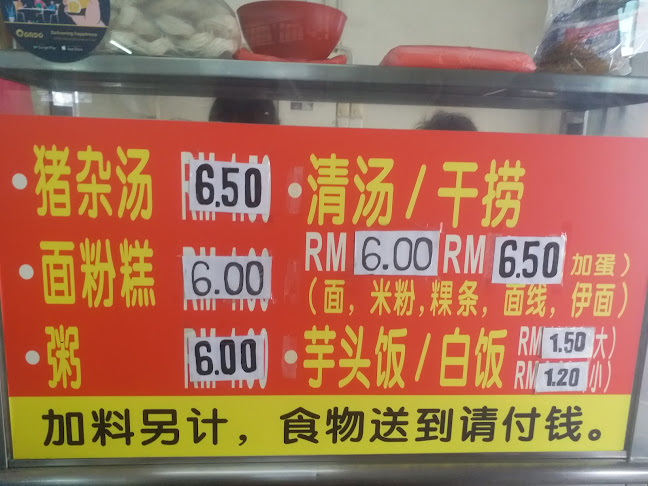 DADO
猪杂汤 6.50
面粉糕 6.00
粥 6.00
清汤/干捞
RM 6.00 RM 6.50 加蛋)
(面,米粉,粿条,面线,伊面)
芋头饭/白饭 RM 1.50 (大)
RM 1.20 (小)
加料另计,食物送到请付钱。